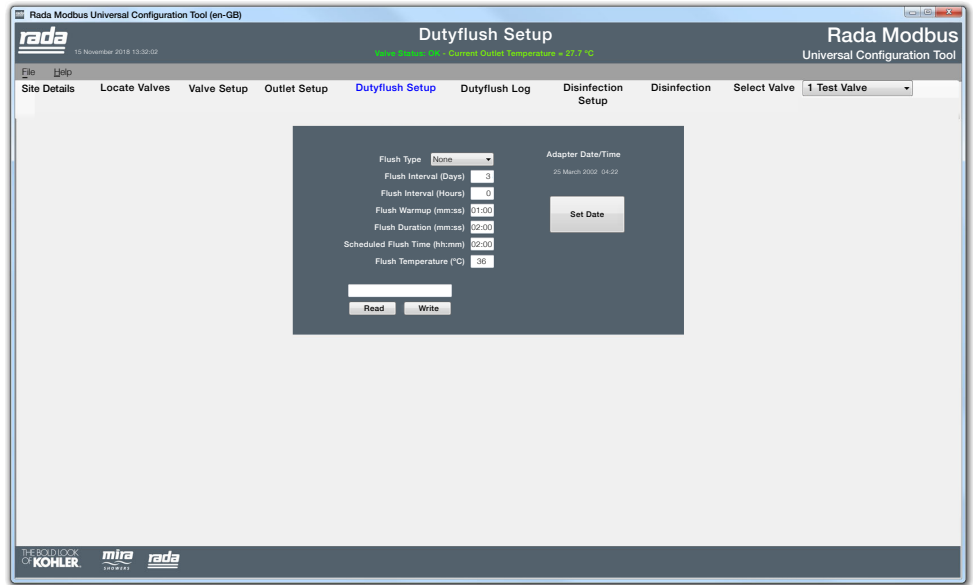 Rada Modbus Universal Configuration Tool (en-GB)
rada
15 November 2018 13:32:02
Dutyflush Setup
Valve Status: OK - Current Outlet Temperature = 27.7 ºC
Rada Modbus
Universal Configuration Tool
File Help
Site Details Locate Valves Valve Setup Outlet Setup Dutyflush Setup Dutyflush Log Disinfection Setup Disinfection Select Valve 1 Test Valve
Flush Type None
Flush Interval (Days) 3
Flush Interval (Hours) 0
Flush Warmup (mm:ss) 01:00
Flush Duration (mm:ss) 02:00
Scheduled Flush Time (hh:mm) 02:00
Flush Temperature (ºC) 36
Read Write
Adapter Date/Time
25 March 2002 04:22
Set Date
THE BOLD LOOK
OF KOHLER.
mira
SHOWERS
rada